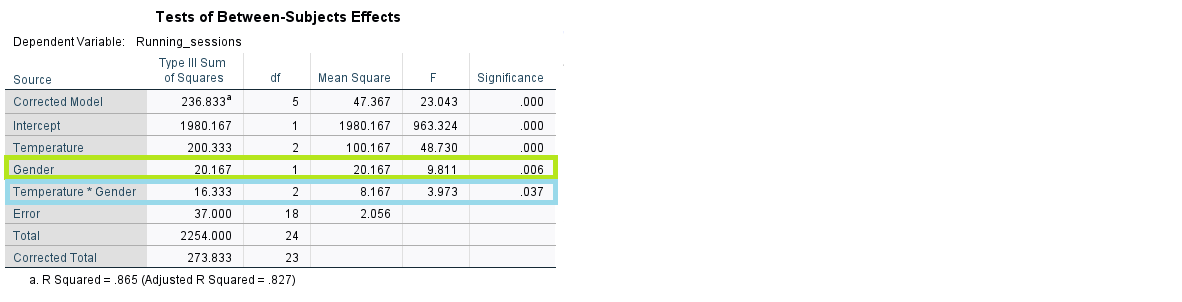 Tests of Between-Subjects Effects
Dependent Variable: Running_sessions
Source Type III Sum of Squares df Mean Square F Significance
Corrected Model 236.833a 5 47.367 23.043 .000
Intercept 1980.167 1 1980.167 963.324 .000
Temperature 200.333 2 100.167 48.730 .000
Gender 20.167 1 20.167 9.811 .006
Temperature * Gender 16.333 2 8.167 3.973 .037
Error 37.000 18 2.056
Total 2254.000 24
Corrected Total 273.833 23
a. R Squared = .865 (Adjusted R Squared = .827)